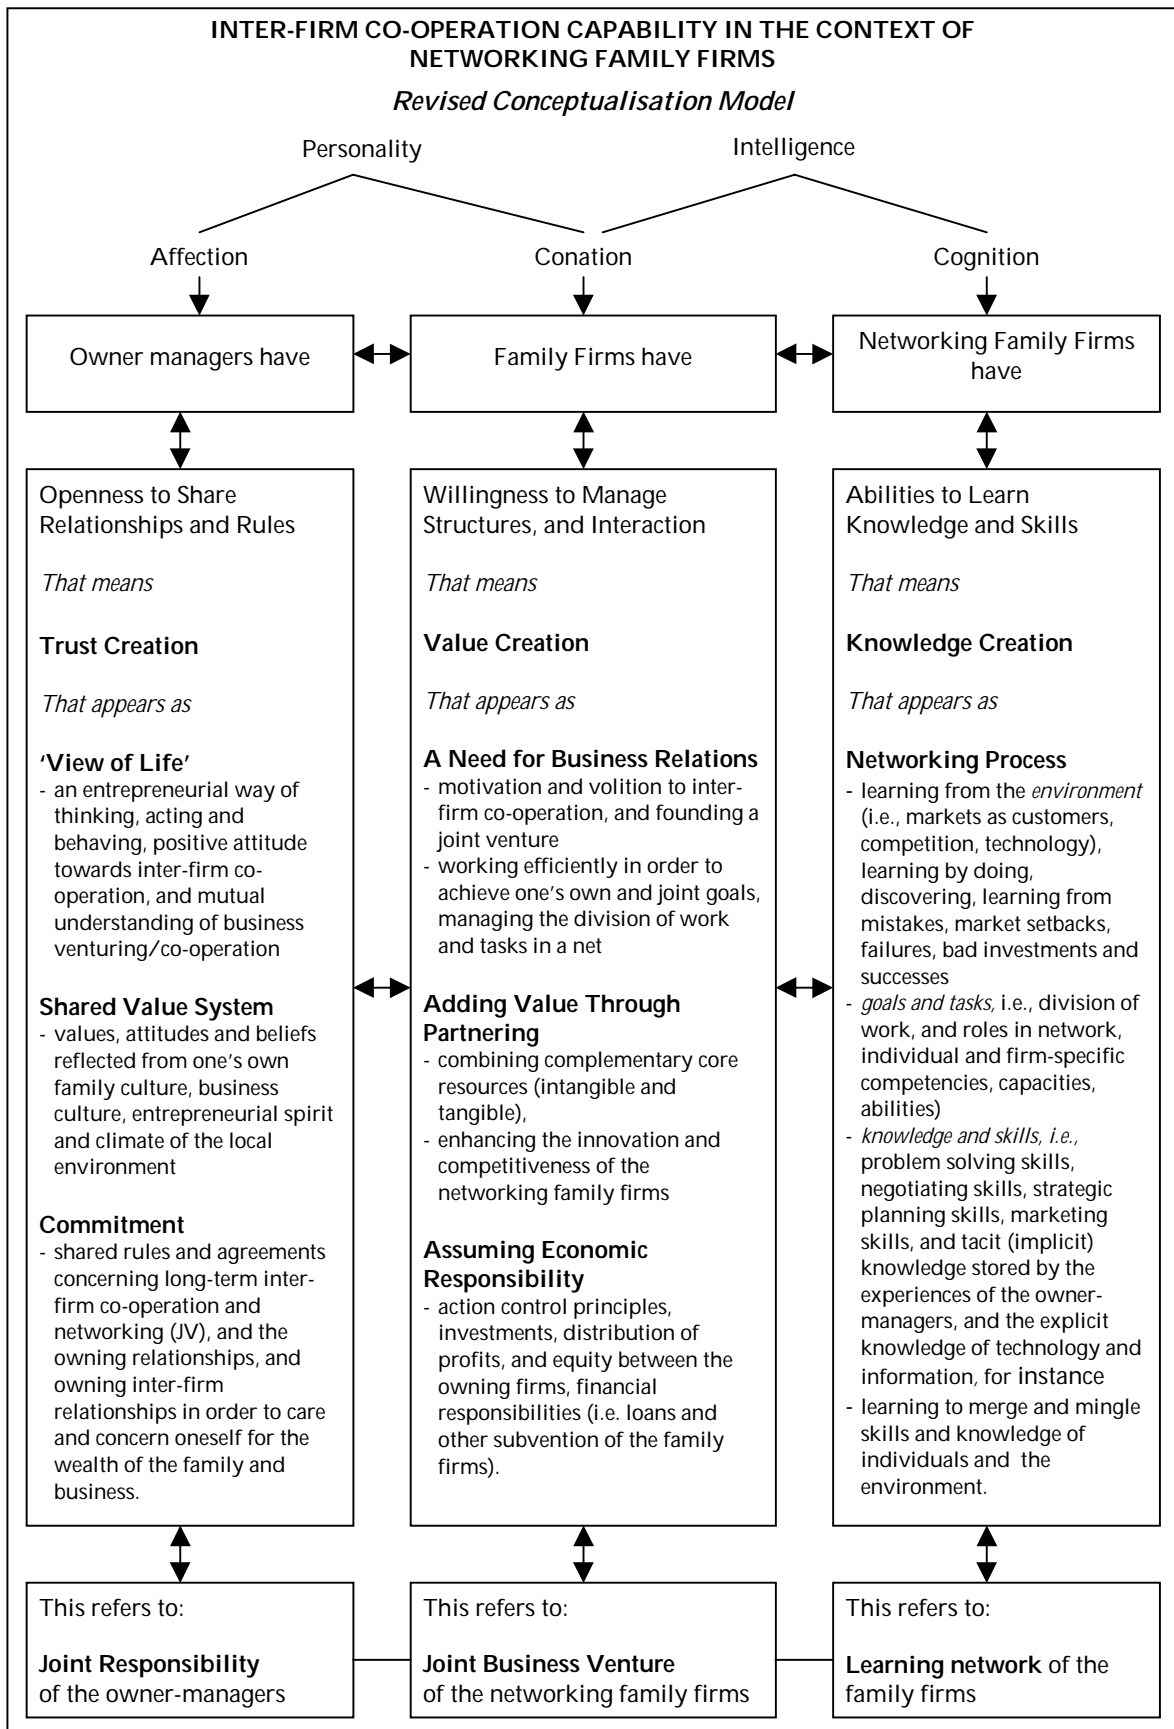 INTER-FIRM CO-OPERATION CAPABILITY IN THE CONTEXT OF
NETWORKING FAMILY FIRMS
Revised Conceptualisation Model
Personality
Intelligence
Affection
Conation
Cognition
Owner managers have
Family Firms have
Networking Family Firms
have
Openness to Share
Relationships and Rules
That means
Trust Creation
That appears as
‘View of Life’
- an entrepreneurial way of
thinking, acting and
behaving, positive attitude
towards inter-firm co-
operation, and mutual
understanding of business
venturing/co-operation
Shared Value System
- values, attitudes and beliefs
reflected from one's own
family culture, business
culture, entrepreneurial spirit
and climate of the local
environment
Commitment
- shared rules and agreements
concerning long-term inter-
firm co-operation and
networking (JV), and the
owning relationships, and
owning inter-firm
relationships in order to care
and concern oneself for the
wealth of the family and
business.
Willingness to Manage
Structures, and Interaction
That means
Value Creation
That appears as
A Need for Business Relations
- motivation and volition to inter-
firm co-operation, and founding a
joint venture
- working efficiently in order to
achieve one's own and joint goals,
managing the division of work
and tasks in a net
Adding Value Through
Partnering
- combining complementary core
resources (intangible and
tangible),
- enhancing the innovation and
competitiveness of the
networking family firms
Assuming Economic
Responsibility
- action control principles,
investments, distribution of
profits, and equity between the
owning firms, financial
responsibilities (i.e. loans and
other subvention of the family
firms).
Abilities to Learn
Knowledge and Skills
That means
Knowledge Creation
That appears as
Networking Process
- learning from the environment
(i.e., markets as customers,
competition, technology),
learning by doing,
discovering, learning from
mistakes, market setbacks,
failures, bad investments and
successes
- goals and tasks, i.e., division of
work, and roles in network,
individual and firm-specific
competencies, capacities,
abilities)
- knowledge and skills, i.e.,
problem solving skills,
negotiating skills, strategic
planning skills, marketing
skills, and tacit (implicit)
knowledge stored by the
experiences of the owner-
managers, and the explicit
knowledge of technology and
information, for instance
- learning to merge and mingle
skills and knowledge of
individuals and the
environment.
This refers to:
Joint Responsibility
of the owner-managers
This refers to:
Joint Business Venture
of the networking family firms
This refers to:
Learning network of the
family firms